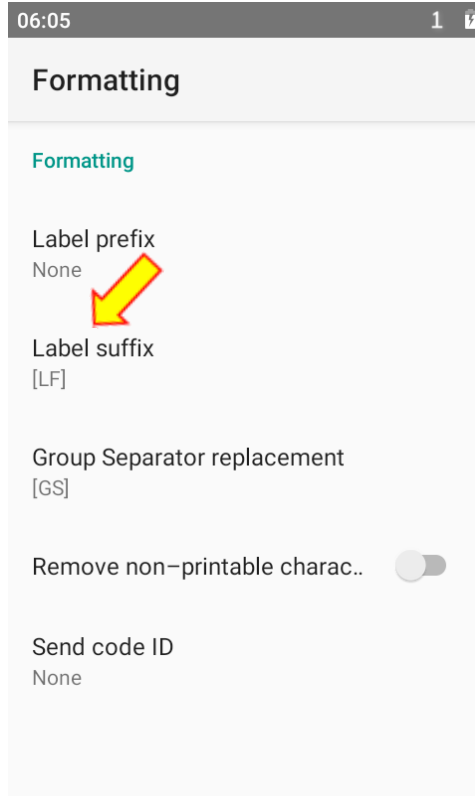 06:05 1
Formatting
Formatting
Label prefix
None
Label suffix
[LF]
Group Separator replacement
[GS]
Remove non-printable charac..
Send code ID
None